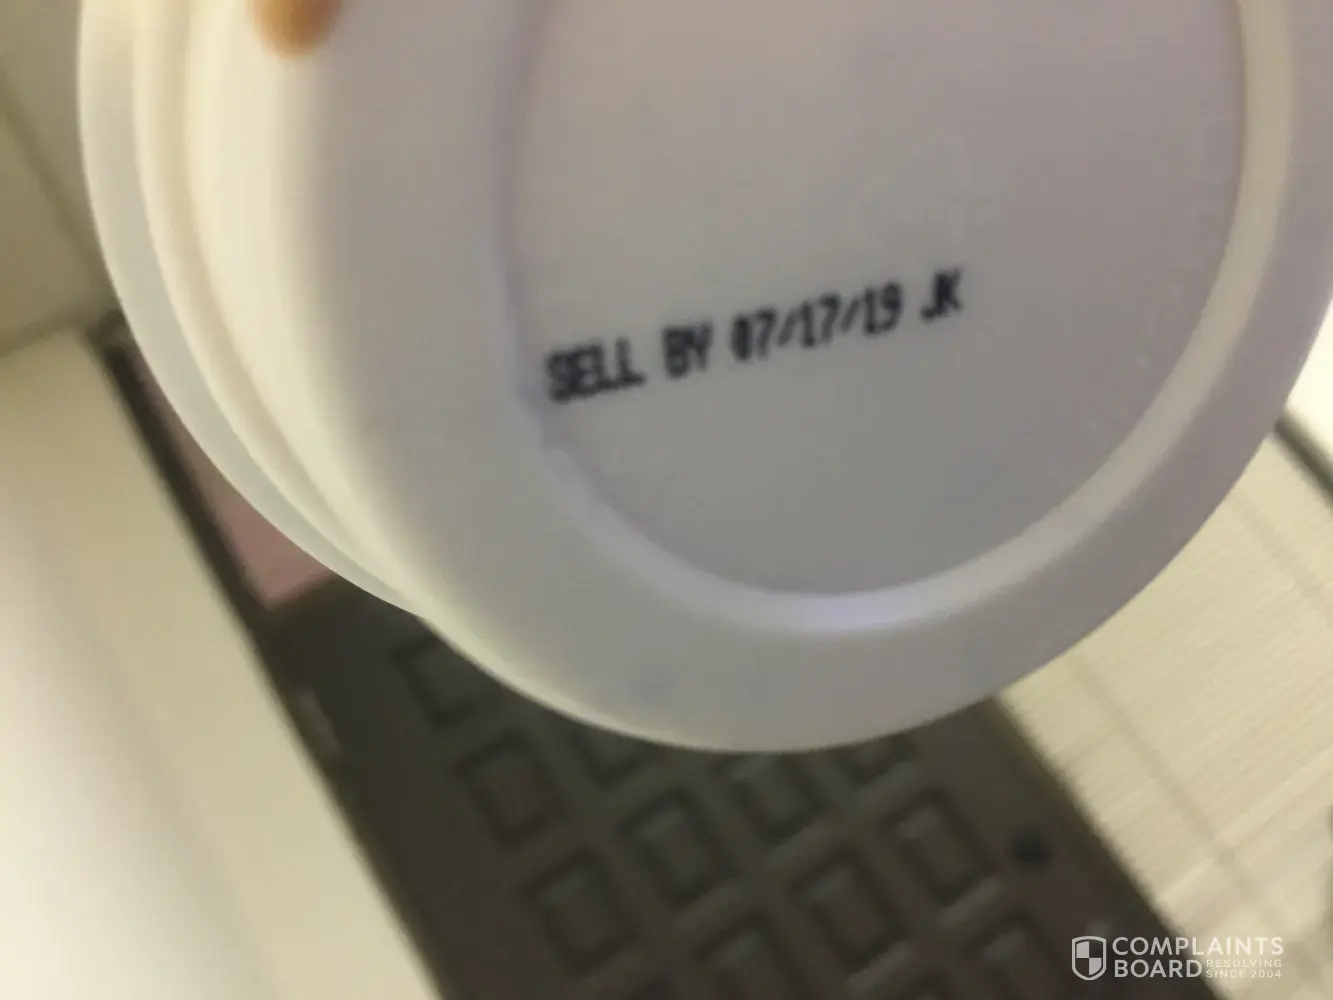 SELL BY 07/17/19 JK
COMPLAINTS
BOARD RESOLVING
SINCE 2004